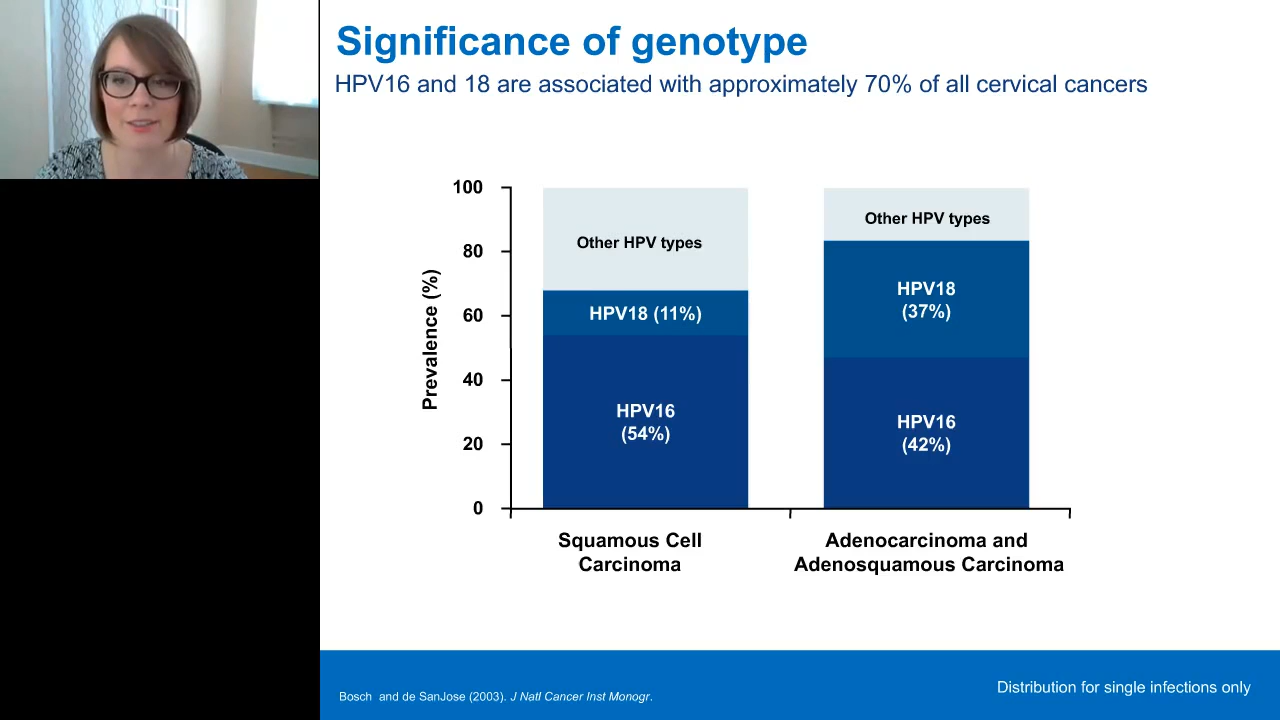 Significance of genotype
HPV16 and 18 are associated with approximately 70% of all cervical cancers
Prevalence (%)
100
80
60
40
20
0
Other HPV types
HPV18 (11%)
HPV16
(54%)
Other HPV types
HPV18
(37%)
HPV16
(42%)
Squamous Cell
Carcinoma
Adenocarcinoma and
Adenosquamous Carcinoma
Bosch and de SanJose (2003). J Natl Cancer Inst Monogr.
Distribution for single infections only